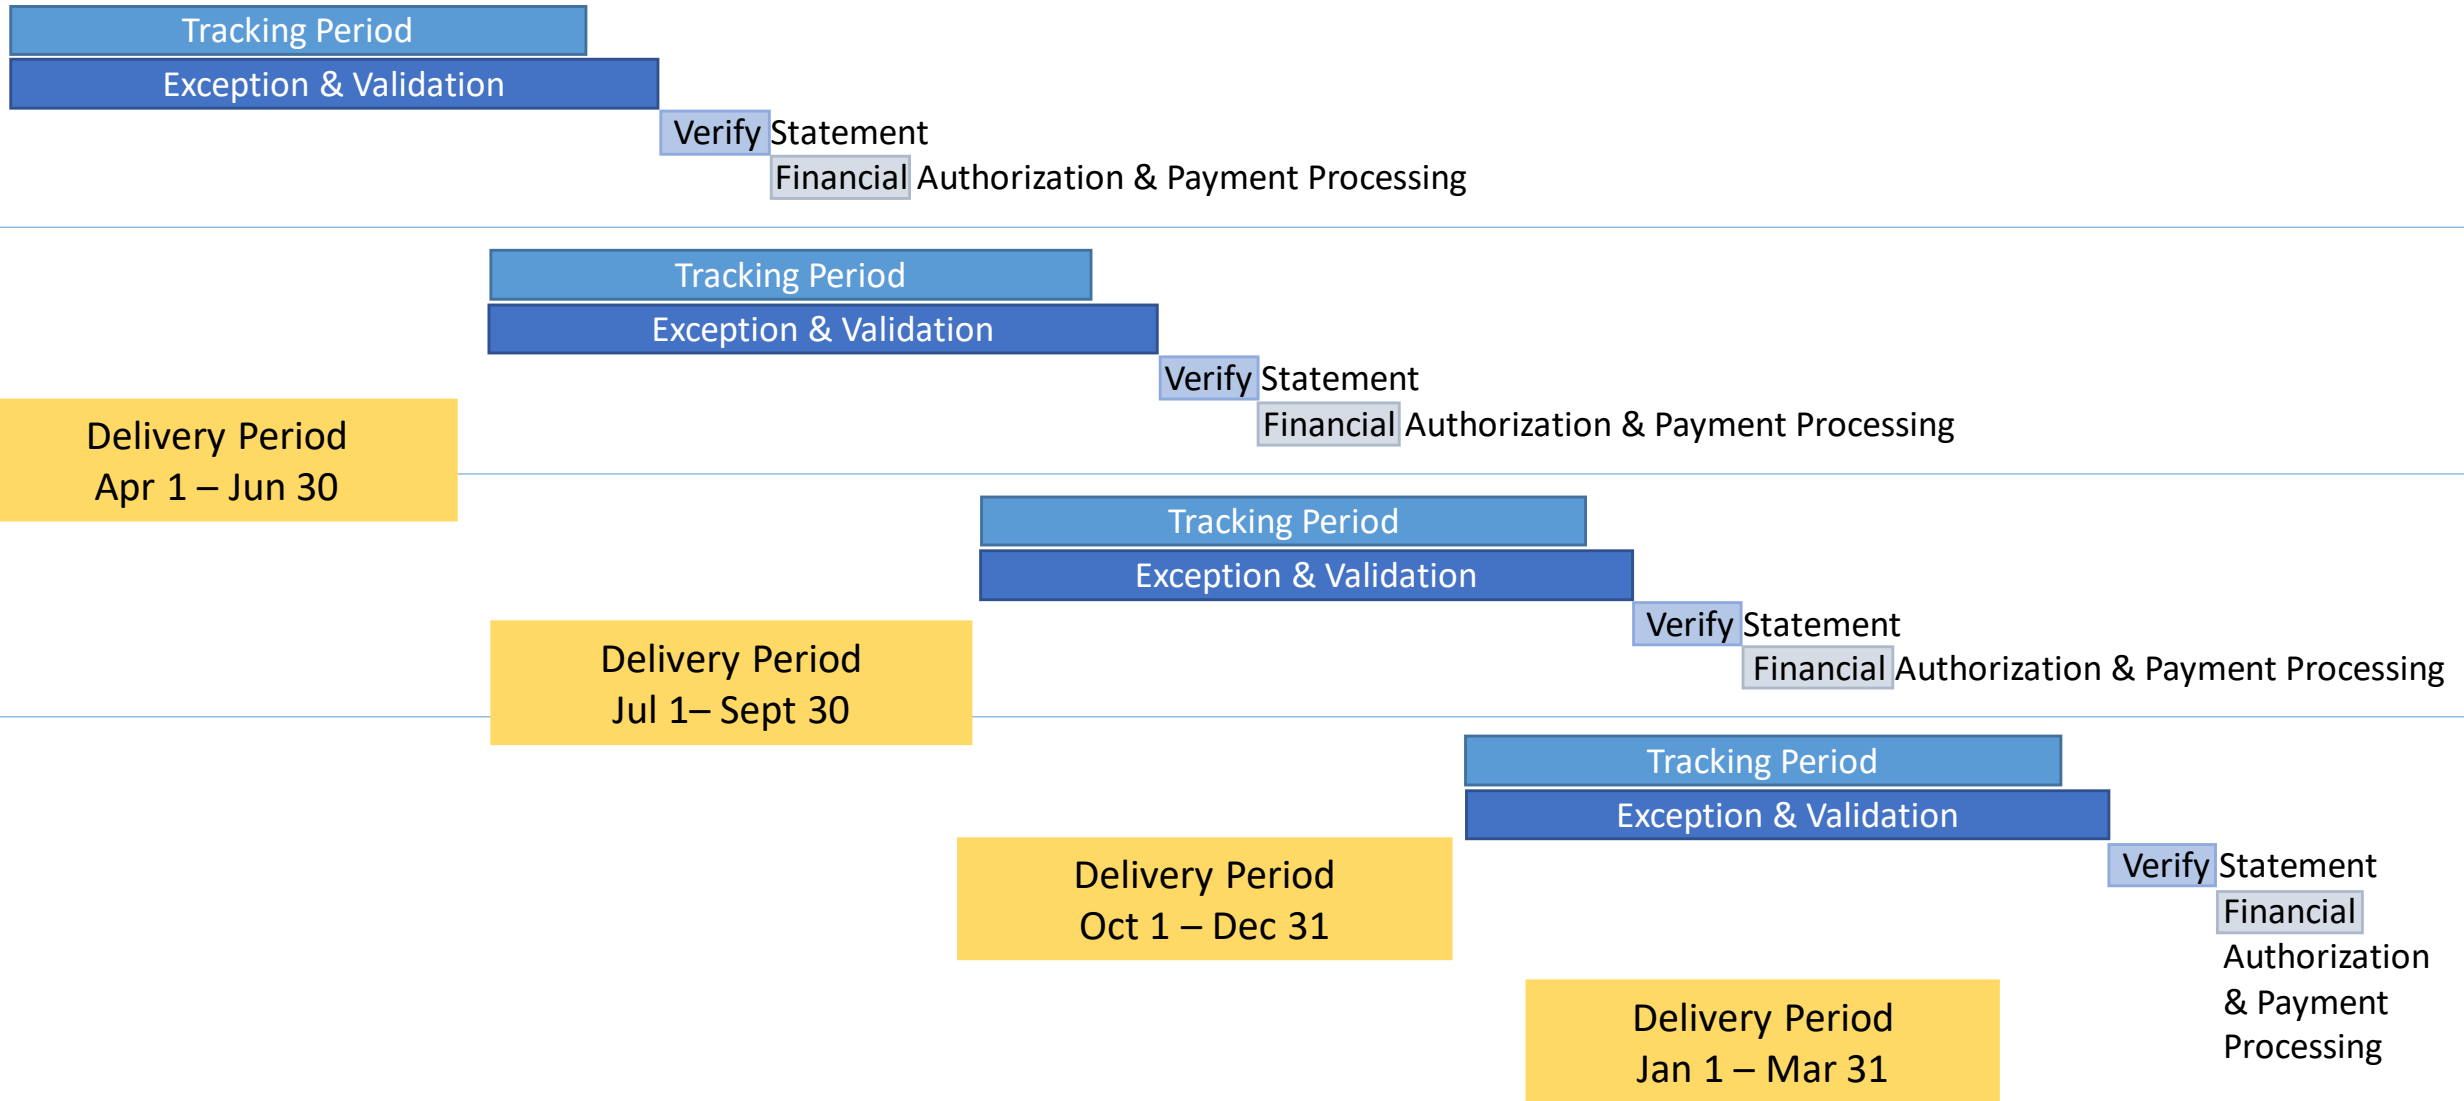 Tracking Period
Exception & Validation
Verify Statement
Financial Authorization & Payment Processing
Tracking Period
Exception & Validation
Verify Statement
Financial Authorization & Payment Processing
Delivery Period
Apr 1 – Jun 30
Tracking Period
Exception & Validation
Verify Statement
Financial Authorization & Payment Processing
Delivery Period
Jul 1– Sept 30
Tracking Period
Exception & Validation
Verify Statement
Financial
Authorization
& Payment
Processing
Delivery Period
Oct 1 – Dec 31
Delivery Period
Jan 1 – Mar 31